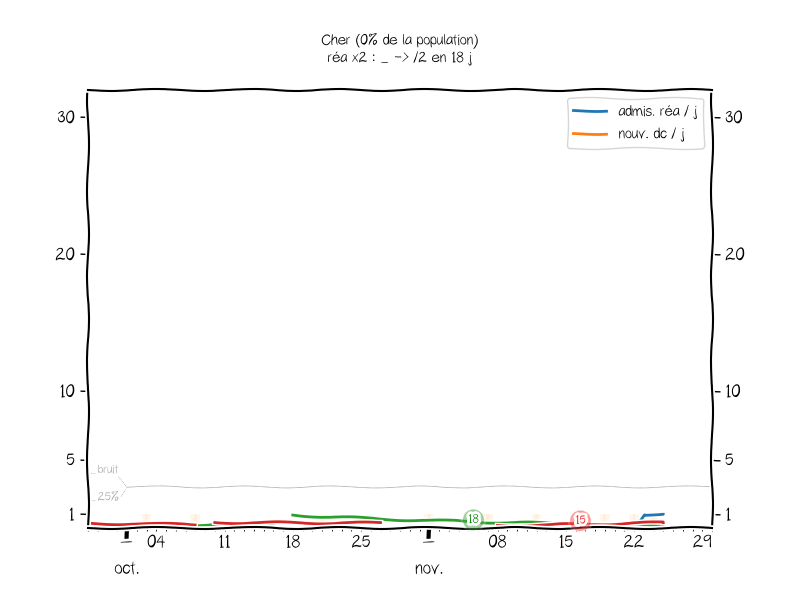 Cher (0% de la population)
réa x2 : _ -> /2 en 18 j
admis. réa / j
nouv. dc / j
30
30
20
20
10
10
5
5
_ bruit
25%
1
1
18
15
04 11 18 25 08 15 22 29
oct. nov.